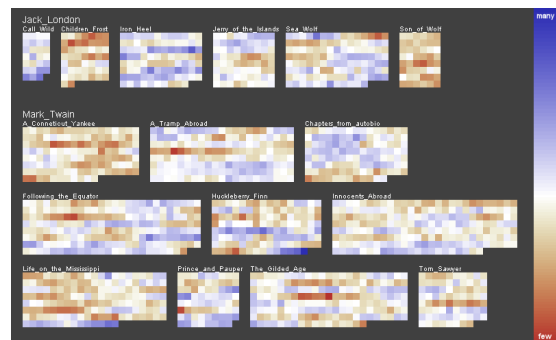 many
Jack_London
Call_Wild Children_Frost Iron_Heel Jerry_of_the_Islands Sea_Wolf Son_of_Wolf
Mark_Twain
A_Conneticut_Yankee A_Tramp_Abroad Chapters_from_autobio
Following_the_Equator Huckleberry_Finn Innocents_Abroad
Life_on_the_Mississippi Prince_and_Pauper The_Gilded_Age Tom_Sawyer
few